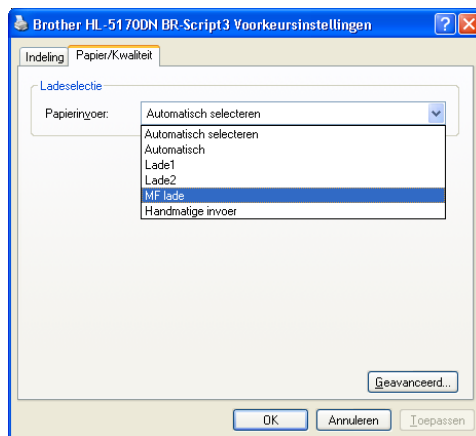 Brother HL-5170DN BR-Script3 Voorkeursinstellingen
Indeling Papier/Kwaliteit
Ladeselectie
Papierinvoer: Automatisch selecteren
Automatisch selecteren
Automatisch
Lade1
Lade2
MF lade
Handmatige invoer
Geavanceerd...
OK Annuleren Toepassen